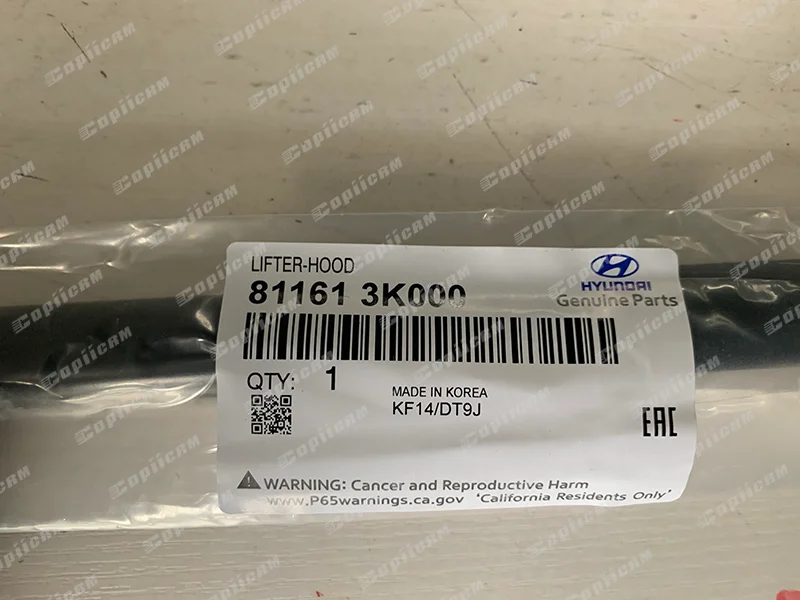 LIFTER-HOOD
81161 3K000
HYUNDAI
Genuine Parts
QTY: 1
MADE IN KOREA
KF14/DT9J
EAC
WARNING: Cancer and Reproductive Harm
www.P65warnings.ca.gov 'California Residents Only'
Copiicam